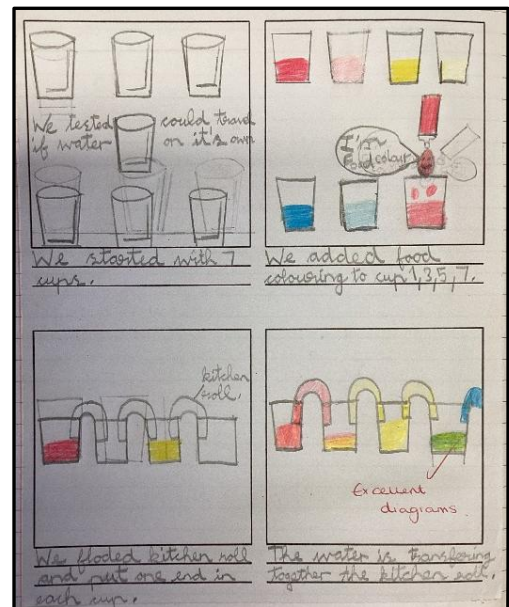 We tested could travel
if water on it's own
We started with 7
cups.
I'm
Food colour
We added food
colouring to cup 1,3,5,7.
kitchen
roll.
We floded kitchen roll
and put one end in
each cup.
Excellent
diagrams
The water is transfering
together the kitchen roll.